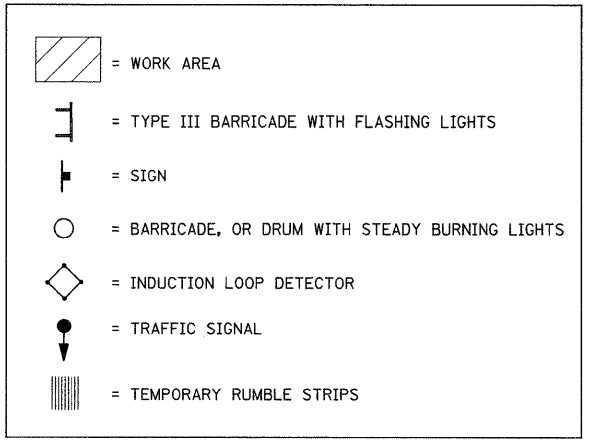 = WORK AREA
= TYPE III BARRICADE WITH FLASHING LIGHTS
= SIGN
= BARRICADE, OR DRUM WITH STEADY BURNING LIGHTS
= INDUCTION LOOP DETECTOR
= TRAFFIC SIGNAL
= TEMPORARY RUMBLE STRIPS